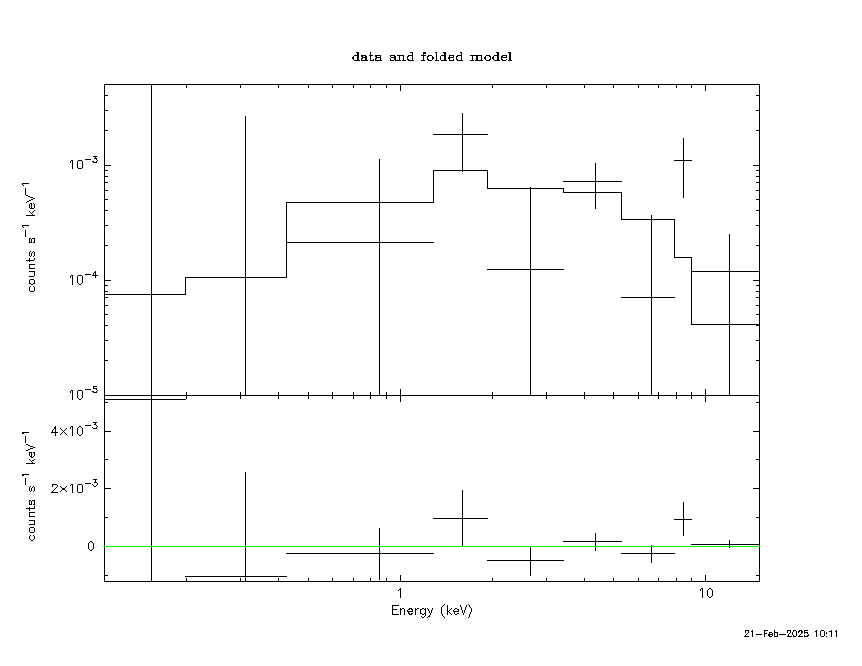 data and folded model
counts s⁻¹ keV⁻¹
10⁻³
10⁻⁴
10⁻⁵
counts s⁻¹ keV⁻¹
4×10⁻³
2×10⁻³
0
1
10
Energy (keV)
21-Feb-2025 10:11